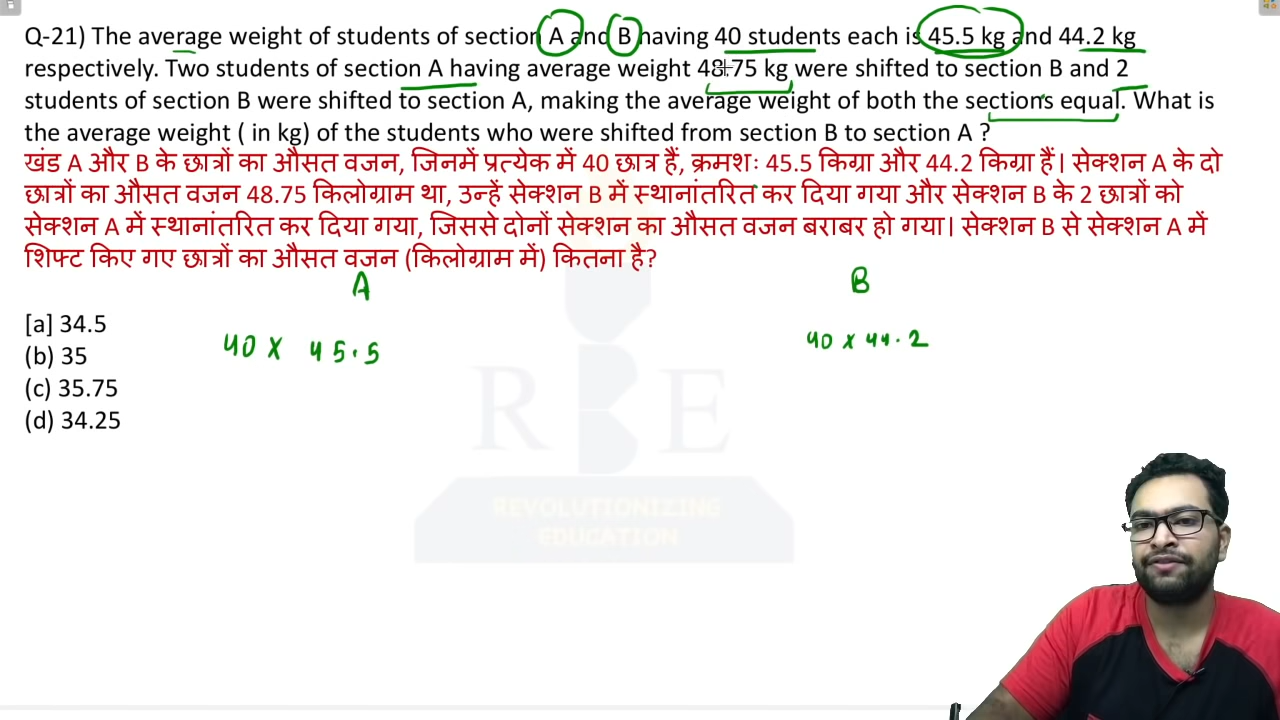 Q-21) The average weight of students of section A and B having 40 students each is 45.5 kg and 44.2 kg
respectively. Two students of section A having average weight 48.75 kg were shifted to section B and 2
students of section B were shifted to section A, making the average weight of both the sections equal. What is
the average weight ( in kg) of the students who were shifted from section B to section A ?
खंड A और B के छात्रों का औसत वजन, जिनमें प्रत्येक में 40 छात्र हैं, क्रमशः 45.5 किग्रा और 44.2 किग्रा हैं। सेक्शन A के दो
छात्रों का औसत वजन 48.75 किलोग्राम था, उन्हें सेक्शन B में स्थानांतरित कर दिया गया और सेक्शन B के 2 छात्रों को
सेक्शन A में स्थानांतरित कर दिया गया, जिससे दोनों सेक्शन का औसत वजन बराबर हो गया। सेक्शन B से सेक्शन A में
शिफ्ट किए गए छात्रों का औसत वजन (किलोग्राम में) कितना है?
A B
[a] 34.5
40 x 45.5 40 x 44.2
(b) 35
(c) 35.75
(d) 34.25
R B E
REVOLUTIONIZING
EDUCATION